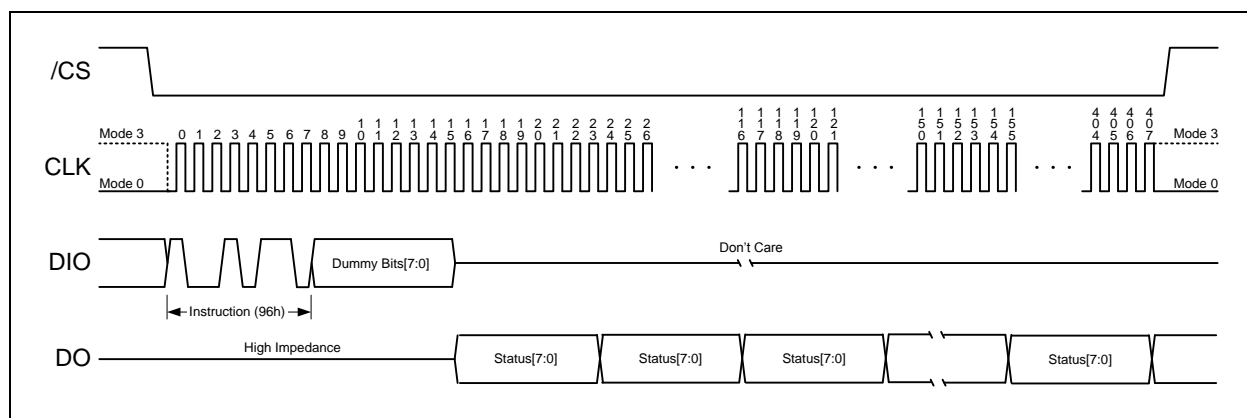 /CS
Mode 3
0 1 2 3 4 5 6 7 8 9 10 11 12 13 14 15 16 17 18 19 20 21 22 23 24 25 26
116 117 118 119 120 121
150 151 152 153 154 15
404 405 406 407
Mode 3
CLK
. . .
. . .
. . .
Mode 0
Mode 0
DIO
Dummy Bits[7:0]
Don't Care
Instruction (96h)
DO
High Impedance
Status[7:0]
Status[7:0]
Status[7:0]
Status[7:0]